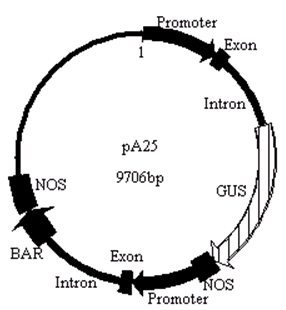 Promoter
Exon
1
Intron
pA25
9706bp
GUS
NOS
BAR
Exon
Intron
Promoter
NOS